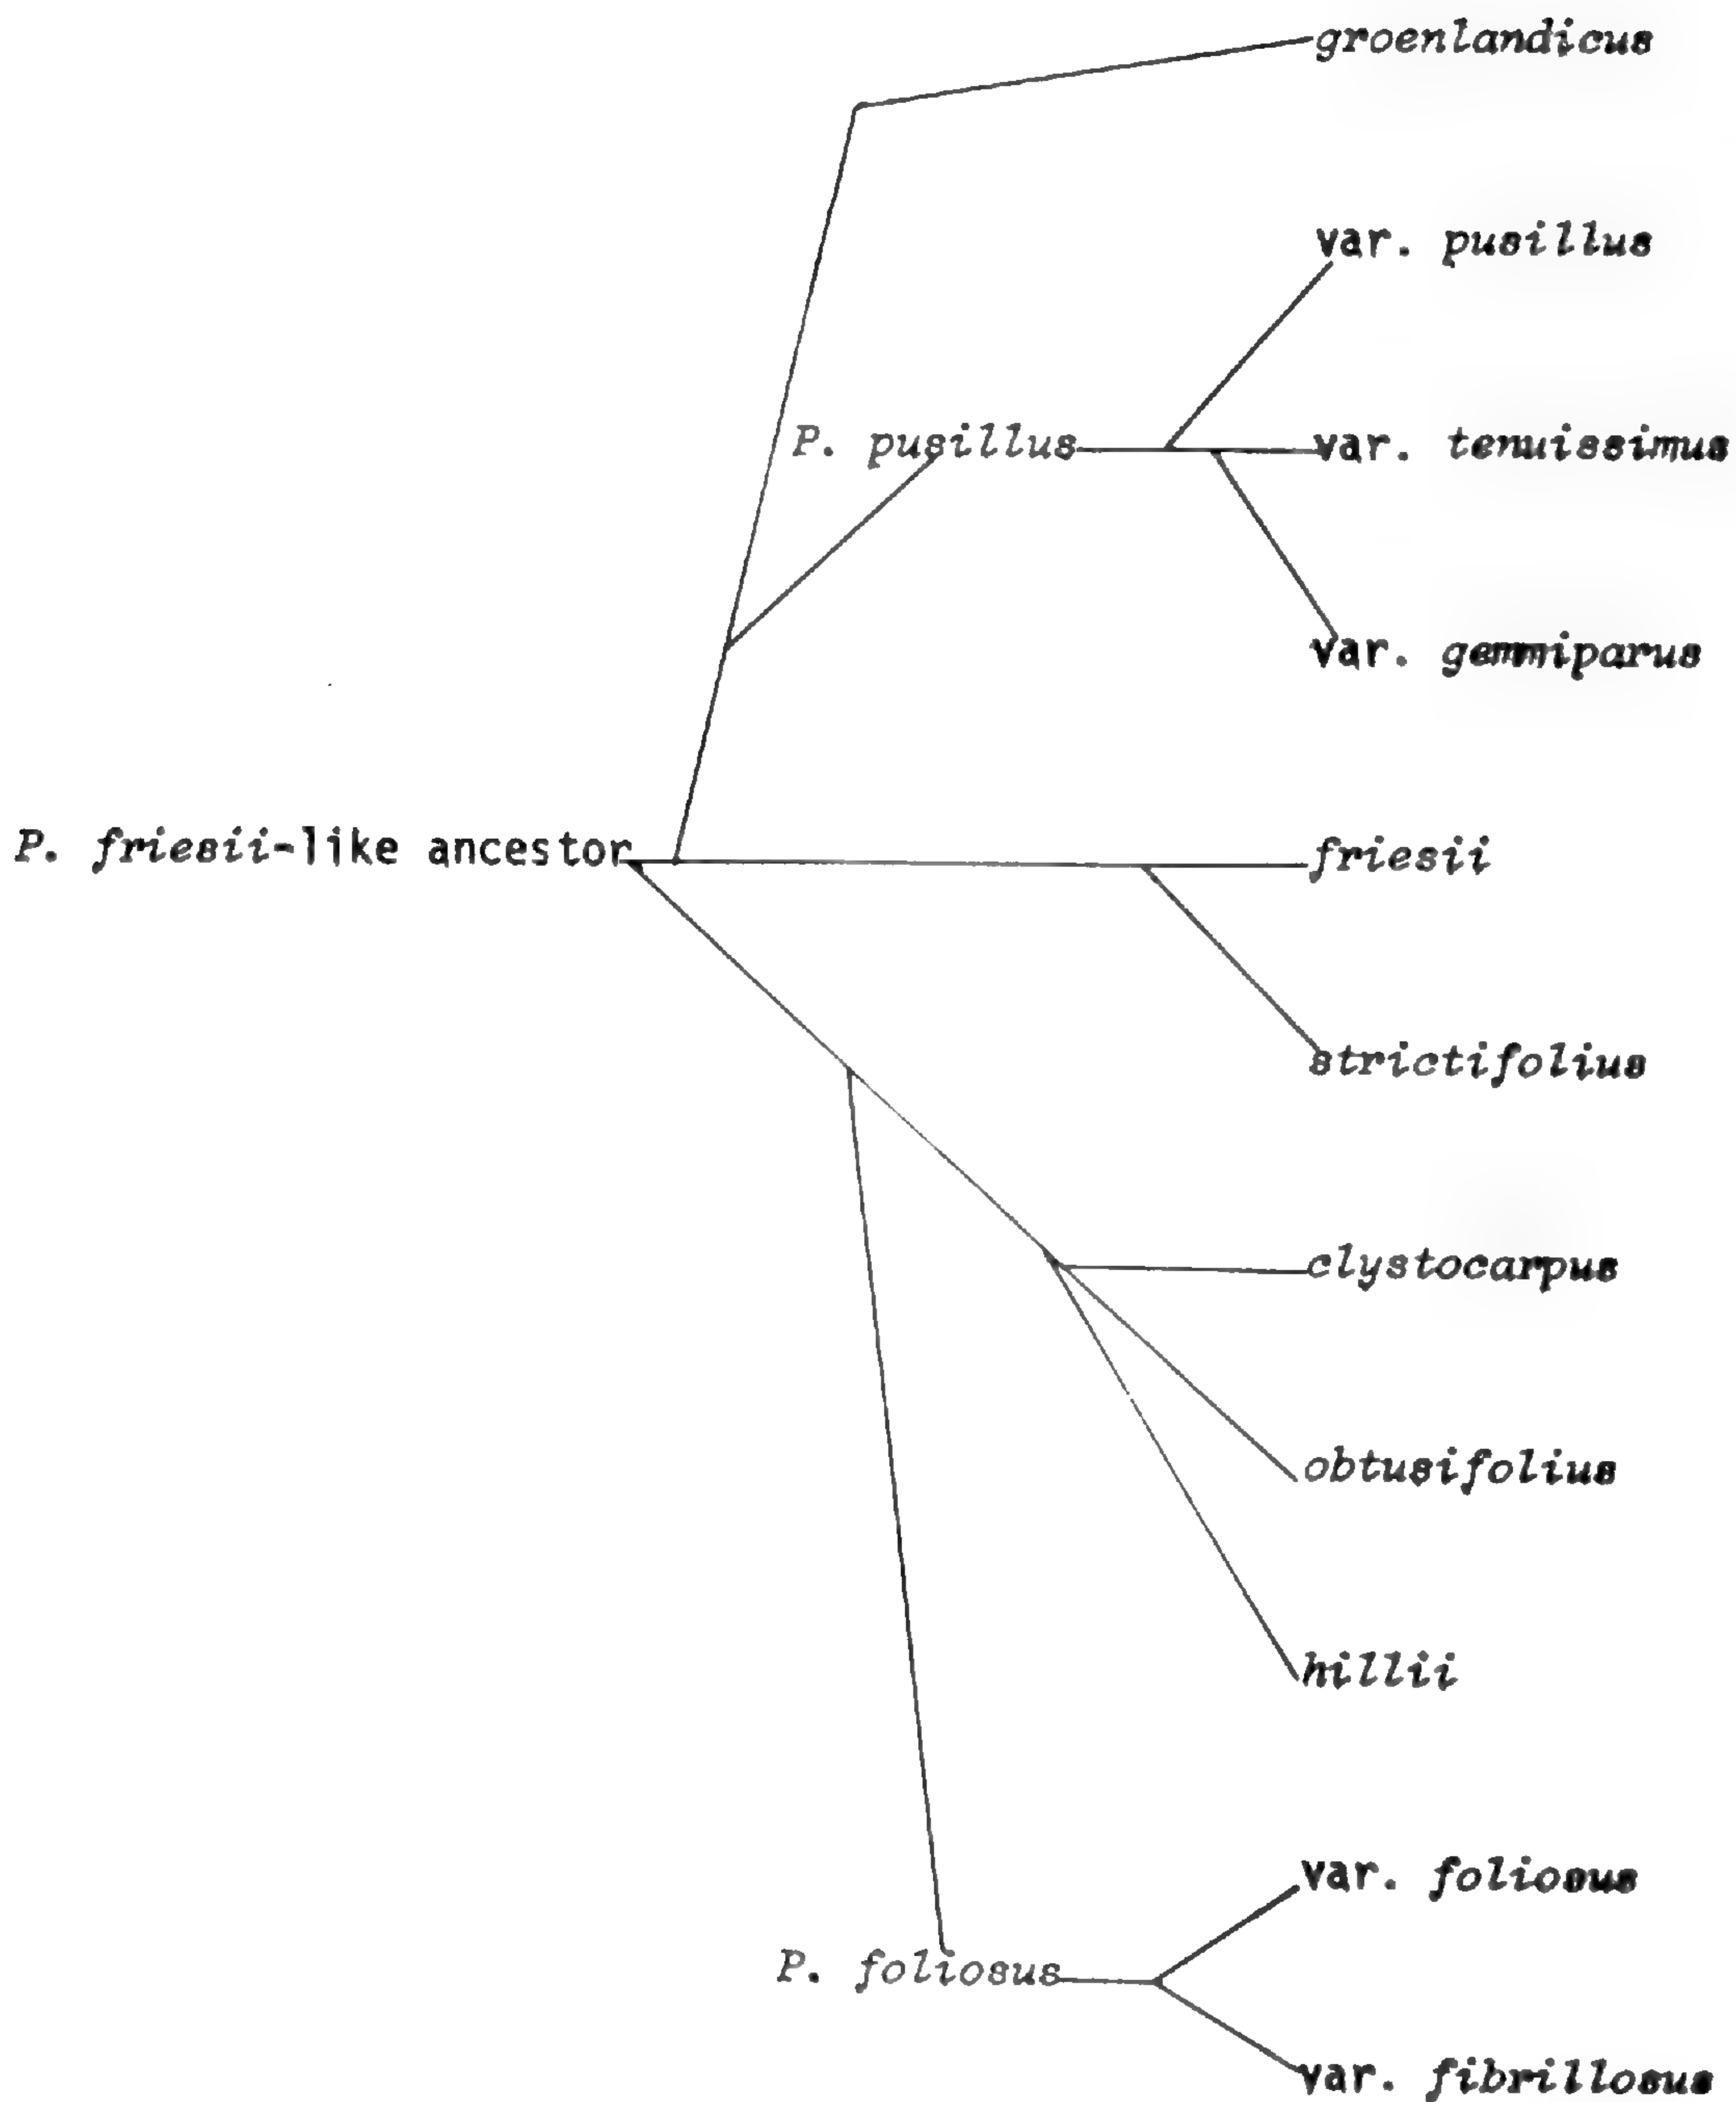 groenlandicus
var. pusillus
P. pusillus
var. tenuissimus
var. gemmiparus
P. friesii-like ancestor
friesii
strictifolius
clystocarpus
obtusifolius
hillii
var. foliosus
P. foliosus
var. fibrillosus